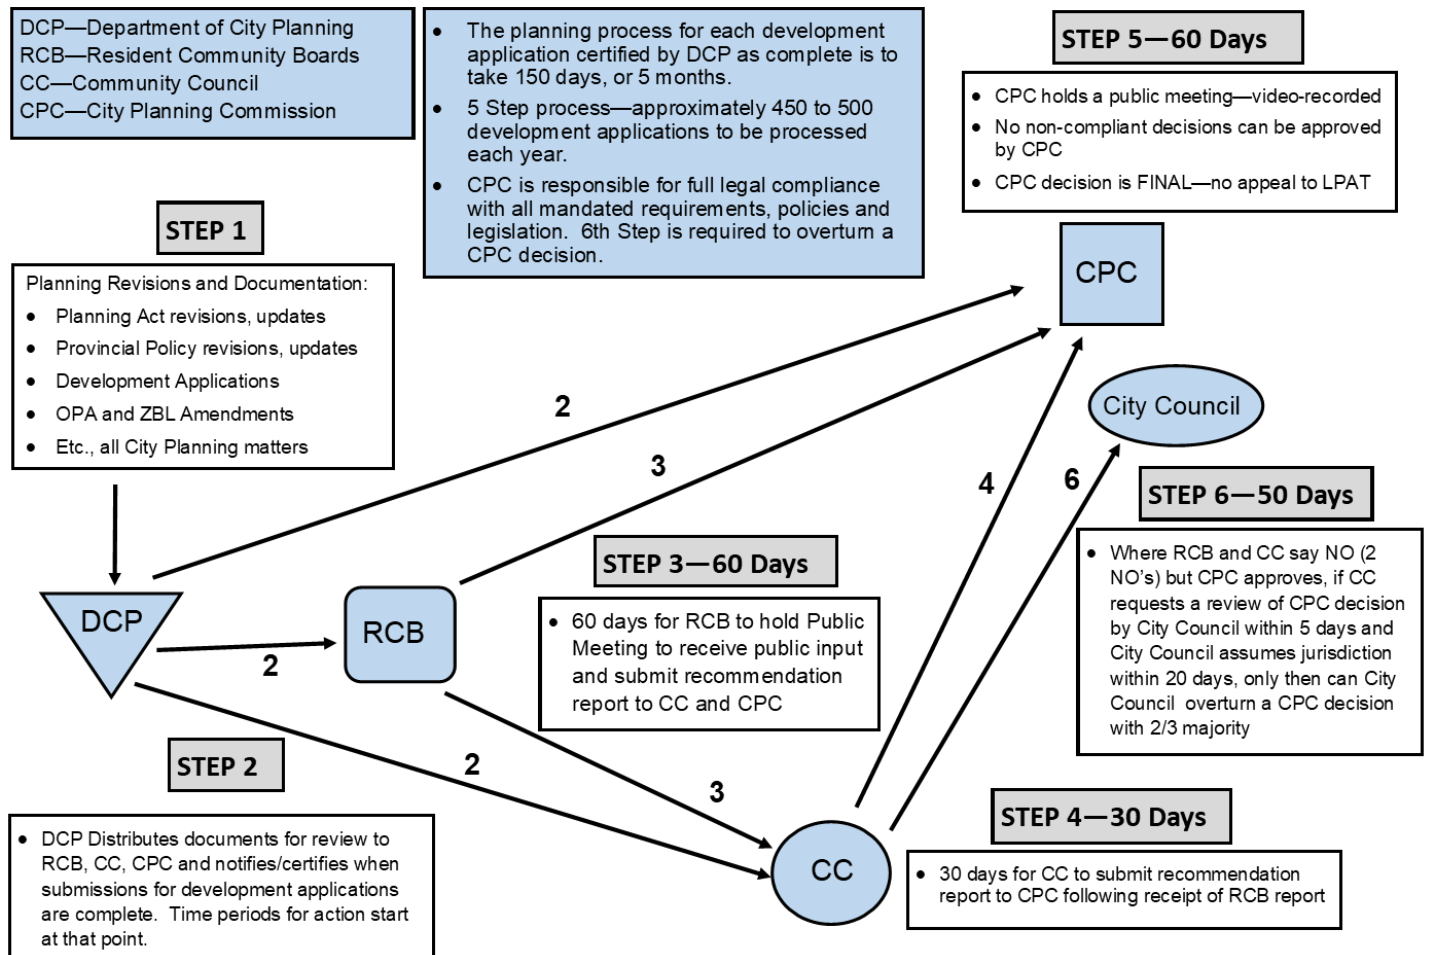 DCP—Department of City Planning
RCB—Resident Community Boards
CC—Community Council
CPC—City Planning Commission
• The planning process for each development
application certified by DCP as complete is to
take 150 days, or 5 months.
• 5 Step process—approximately 450 to 500
development applications to be processed
each year.
• CPC is responsible for full legal compliance
with all mandated requirements, policies and
legislation. 6th Step is required to overturn a
CPC decision.
STEP 5—60 Days
• CPC holds a public meeting—video-recorded
• No non-compliant decisions can be approved
by CPC
• CPC decision is FINAL—no appeal to LPAT
STEP 1
Planning Revisions and Documentation:
• Planning Act revisions, updates
• Provincial Policy revisions, updates
• Development Applications
• OPA and ZBL Amendments
• Etc., all City Planning matters
CPC
City Council
2
3
4
6
STEP 6—50 Days
• Where RCB and CC say NO (2
NO's) but CPC approves, if CC
requests a review of CPC decision
by City Council within 5 days and
City Council assumes jurisdiction
within 20 days, only then can City
Council overturn a CPC decision
with 2/3 majority
STEP 3—60 Days
• 60 days for RCB to hold Public
Meeting to receive public input
and submit recommendation
report to CC and CPC
DCP
2
RCB
STEP 2
2
3
• DCP Distributes documents for review to
RCB, CC, CPC and notifies/certifies when
submissions for development applications
are complete. Time periods for action start
at that point.
CC
STEP 4—30 Days
• 30 days for CC to submit recommendation
report to CPC following receipt of RCB report